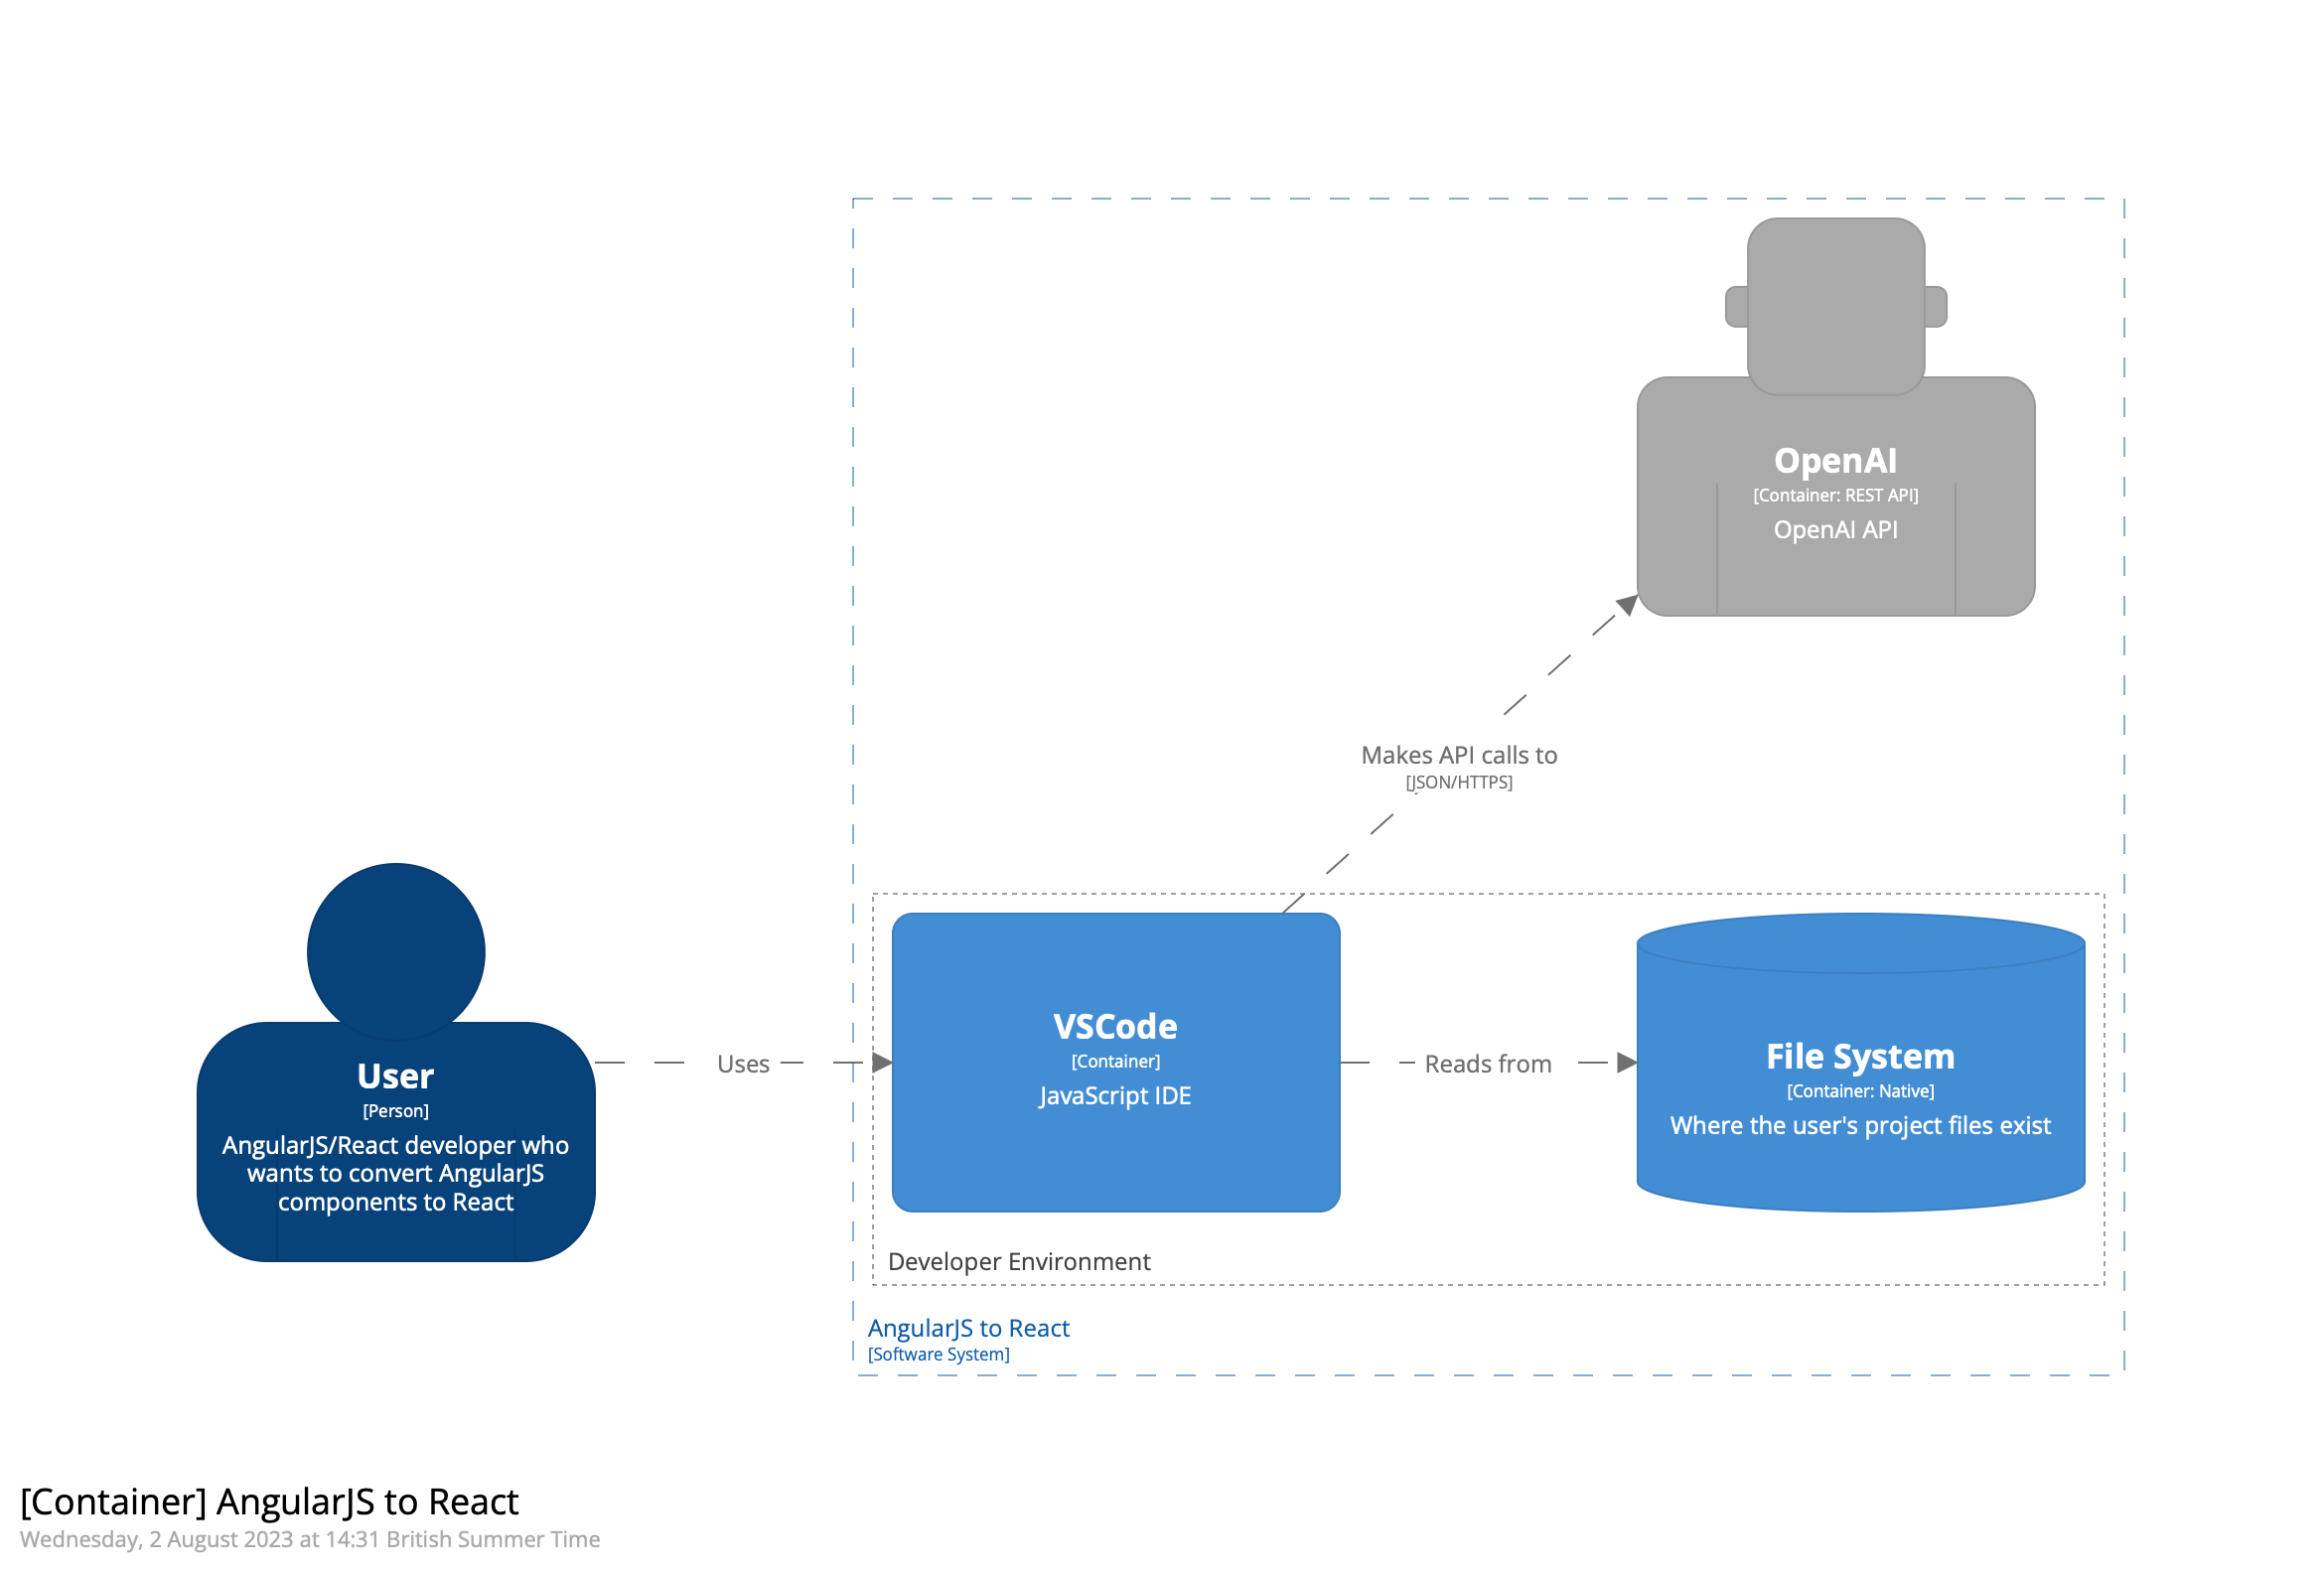 OpenAI
[Container: REST API]
OpenAI API
Makes API calls to
[JSON/HTTPS]
User
[Person]
AngularJS/React developer who
wants to convert AngularJS
components to React
Uses
VSCode
[Container]
JavaScript IDE
Reads from
File System
[Container: Native]
Where the user's project files exist
Developer Environment
AngularJS to React
[Software System]
[Container] AngularJS to React
Wednesday, 2 August 2023 at 14:31 British Summer Time